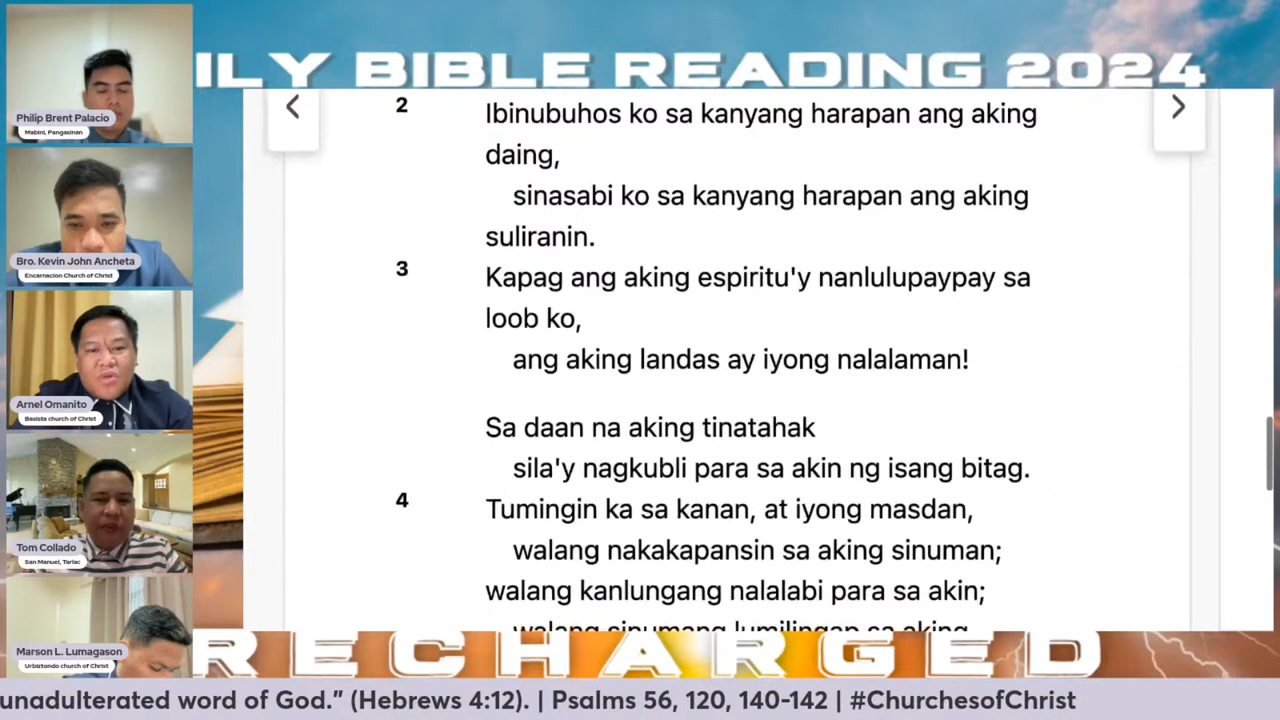 ILY BIBLE READING 2024
Philip Brent Palacio
Mabini, Pangasinan
Bro. Kevin John Ancheta
Encarnacion Church of Christ
Arnel Omanito
Basista church of Christ
Tom Collado
San Manuel, Tarlac
Marson L. Lumagason
Urbiztondo church of Christ
2 Ibinubuhos ko sa kanyang harapan ang aking
daing,
sinasabi ko sa kanyang harapan ang aking
suliranin.
3 Kapag ang aking espiritu'y nanlulupaypay sa
loob ko,
ang aking landas ay iyong nalalaman!
Sa daan na aking tinatahak
sila'y nagkubli para sa akin ng isang bitag.
4 Tumingin ka sa kanan, at iyong masdan,
walang nakakapansin sa aking sinuman;
walang kanlungang nalalabi para sa akin;
walang sinumang lumilingap sa aking
RECHARGED
unadulterated word of God.” (Hebrews 4:12). | Psalms 56, 120, 140-142 | #ChurchesofChrist